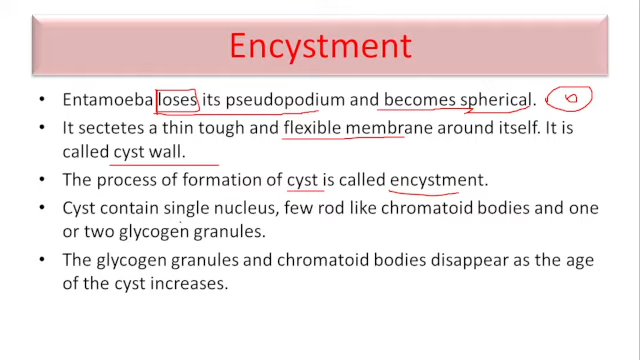 Encystment
• Entamoeba loses its pseudopodium and becomes spherical.
• It sectetes a thin tough and flexible membrane around itself. It is
called cyst wall.
• The process of formation of cyst is called encystment.
• Cyst contain single nucleus, few rod like chromatoid bodies and one
or two glycogen granules.
• The glycogen granules and chromatoid bodies disappear as the age
of the cyst increases.